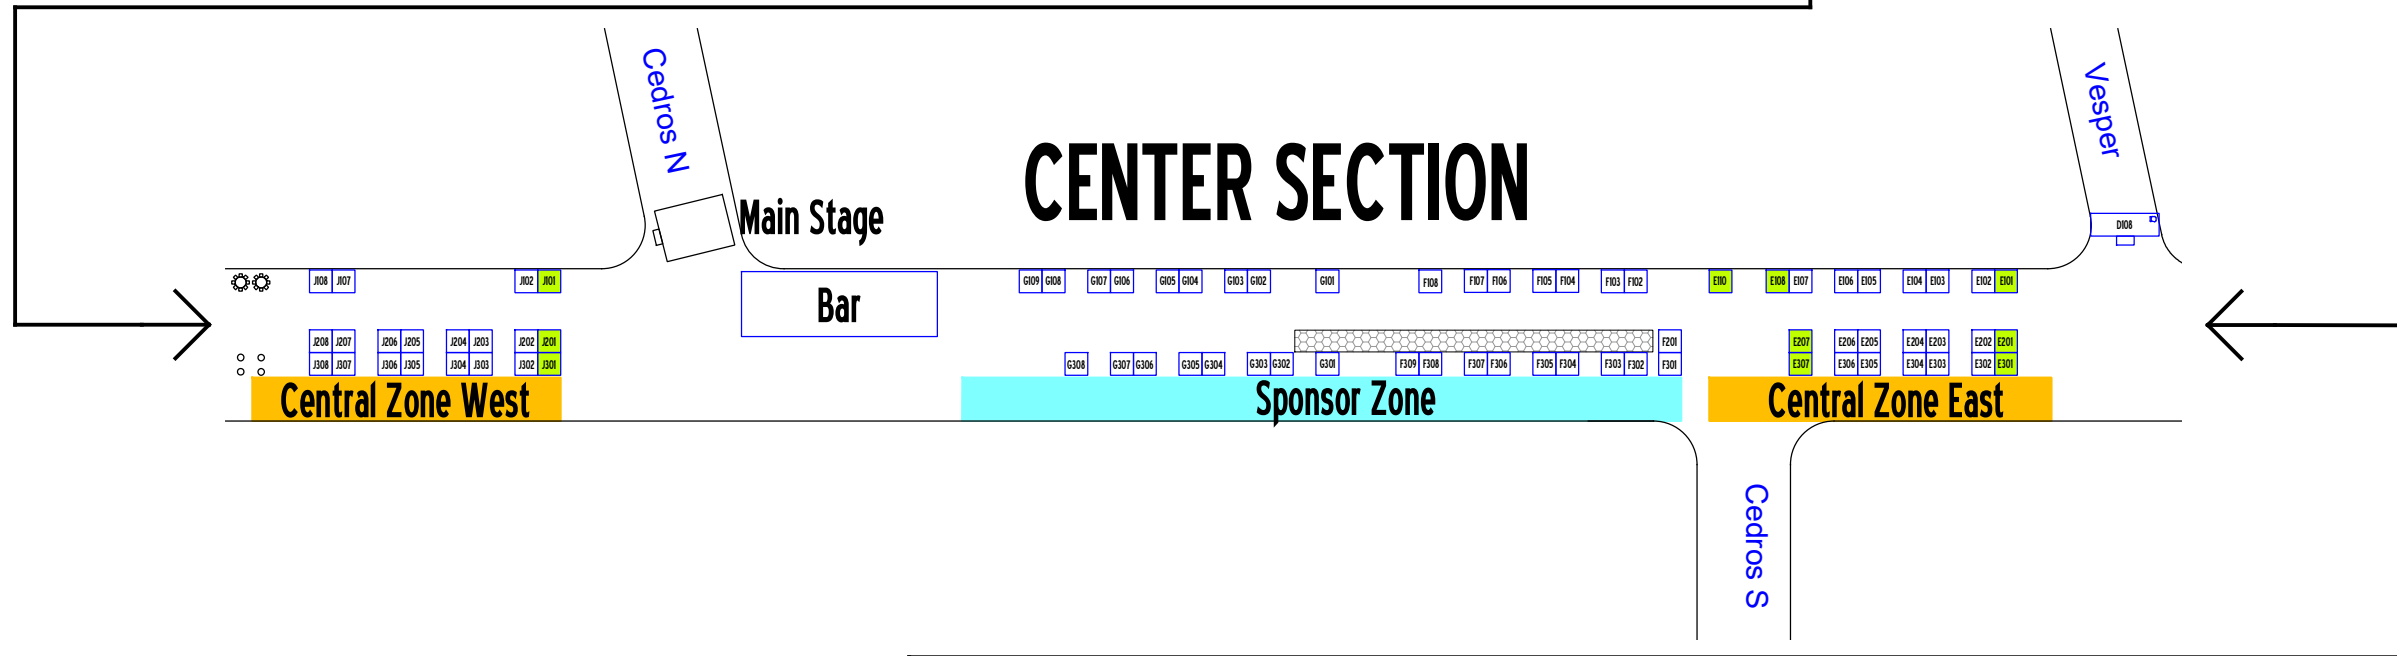 Cedros N
Vesper
CENTER SECTION
Main Stage
D108
J108 J107 J102 J101
Bar
G109 G108 G107 G106 G105 G104 G103 G102 G101 F108 F107 F106 F105 F104 F103 F102 E110 E108 E107 E106 E105 E104 E103 E102 E101
J208 J207 J206 J205 J204 J203 J202 J201
F201 E207 E206 E205 E204 E203 E202 E201
J308 J307 J306 J305 J304 J303 J302 J301
G308 G307 G306 G305 G304 G303 G302 G301 F309 F308 F307 F306 F305 F304 F303 F302 F301 E307 E306 E305 E304 E303 E302 E301
Central Zone West
Sponsor Zone
Central Zone East
Cedros S